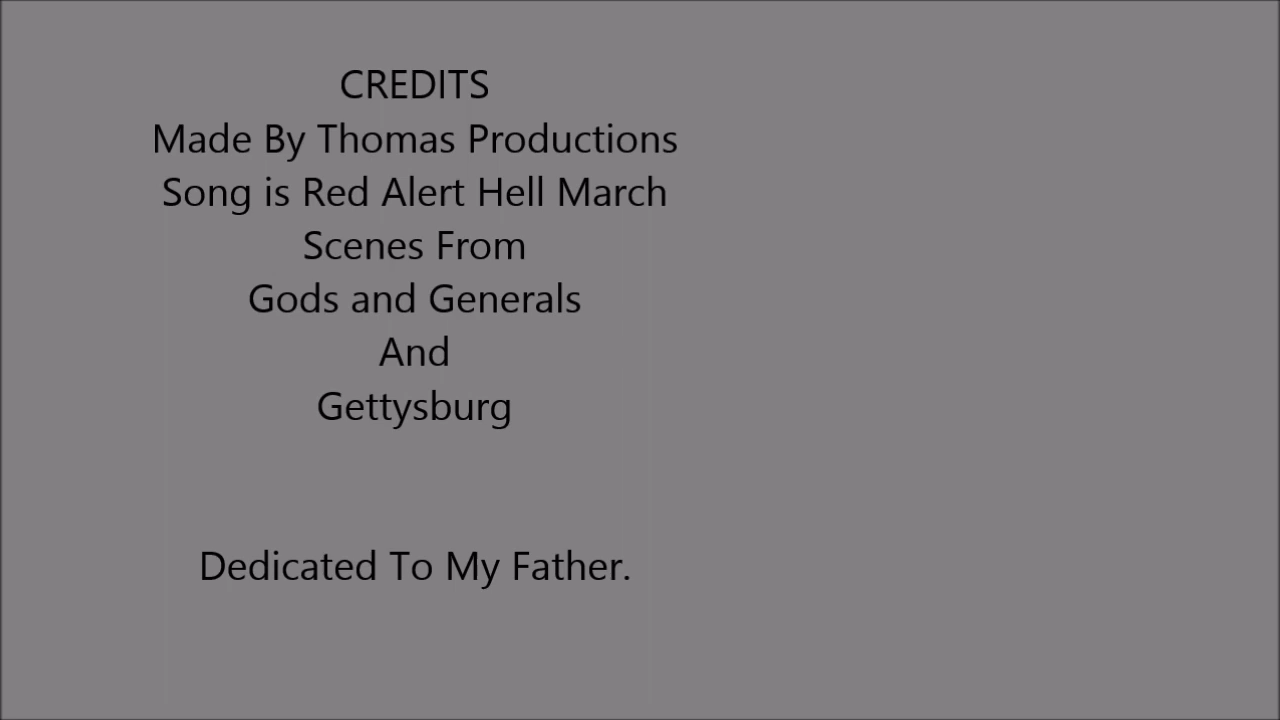 CREDITS
Made By Thomas Productions
Song is Red Alert Hell March
Scenes From
Gods and Generals
And
Gettysburg
Dedicated To My Father.